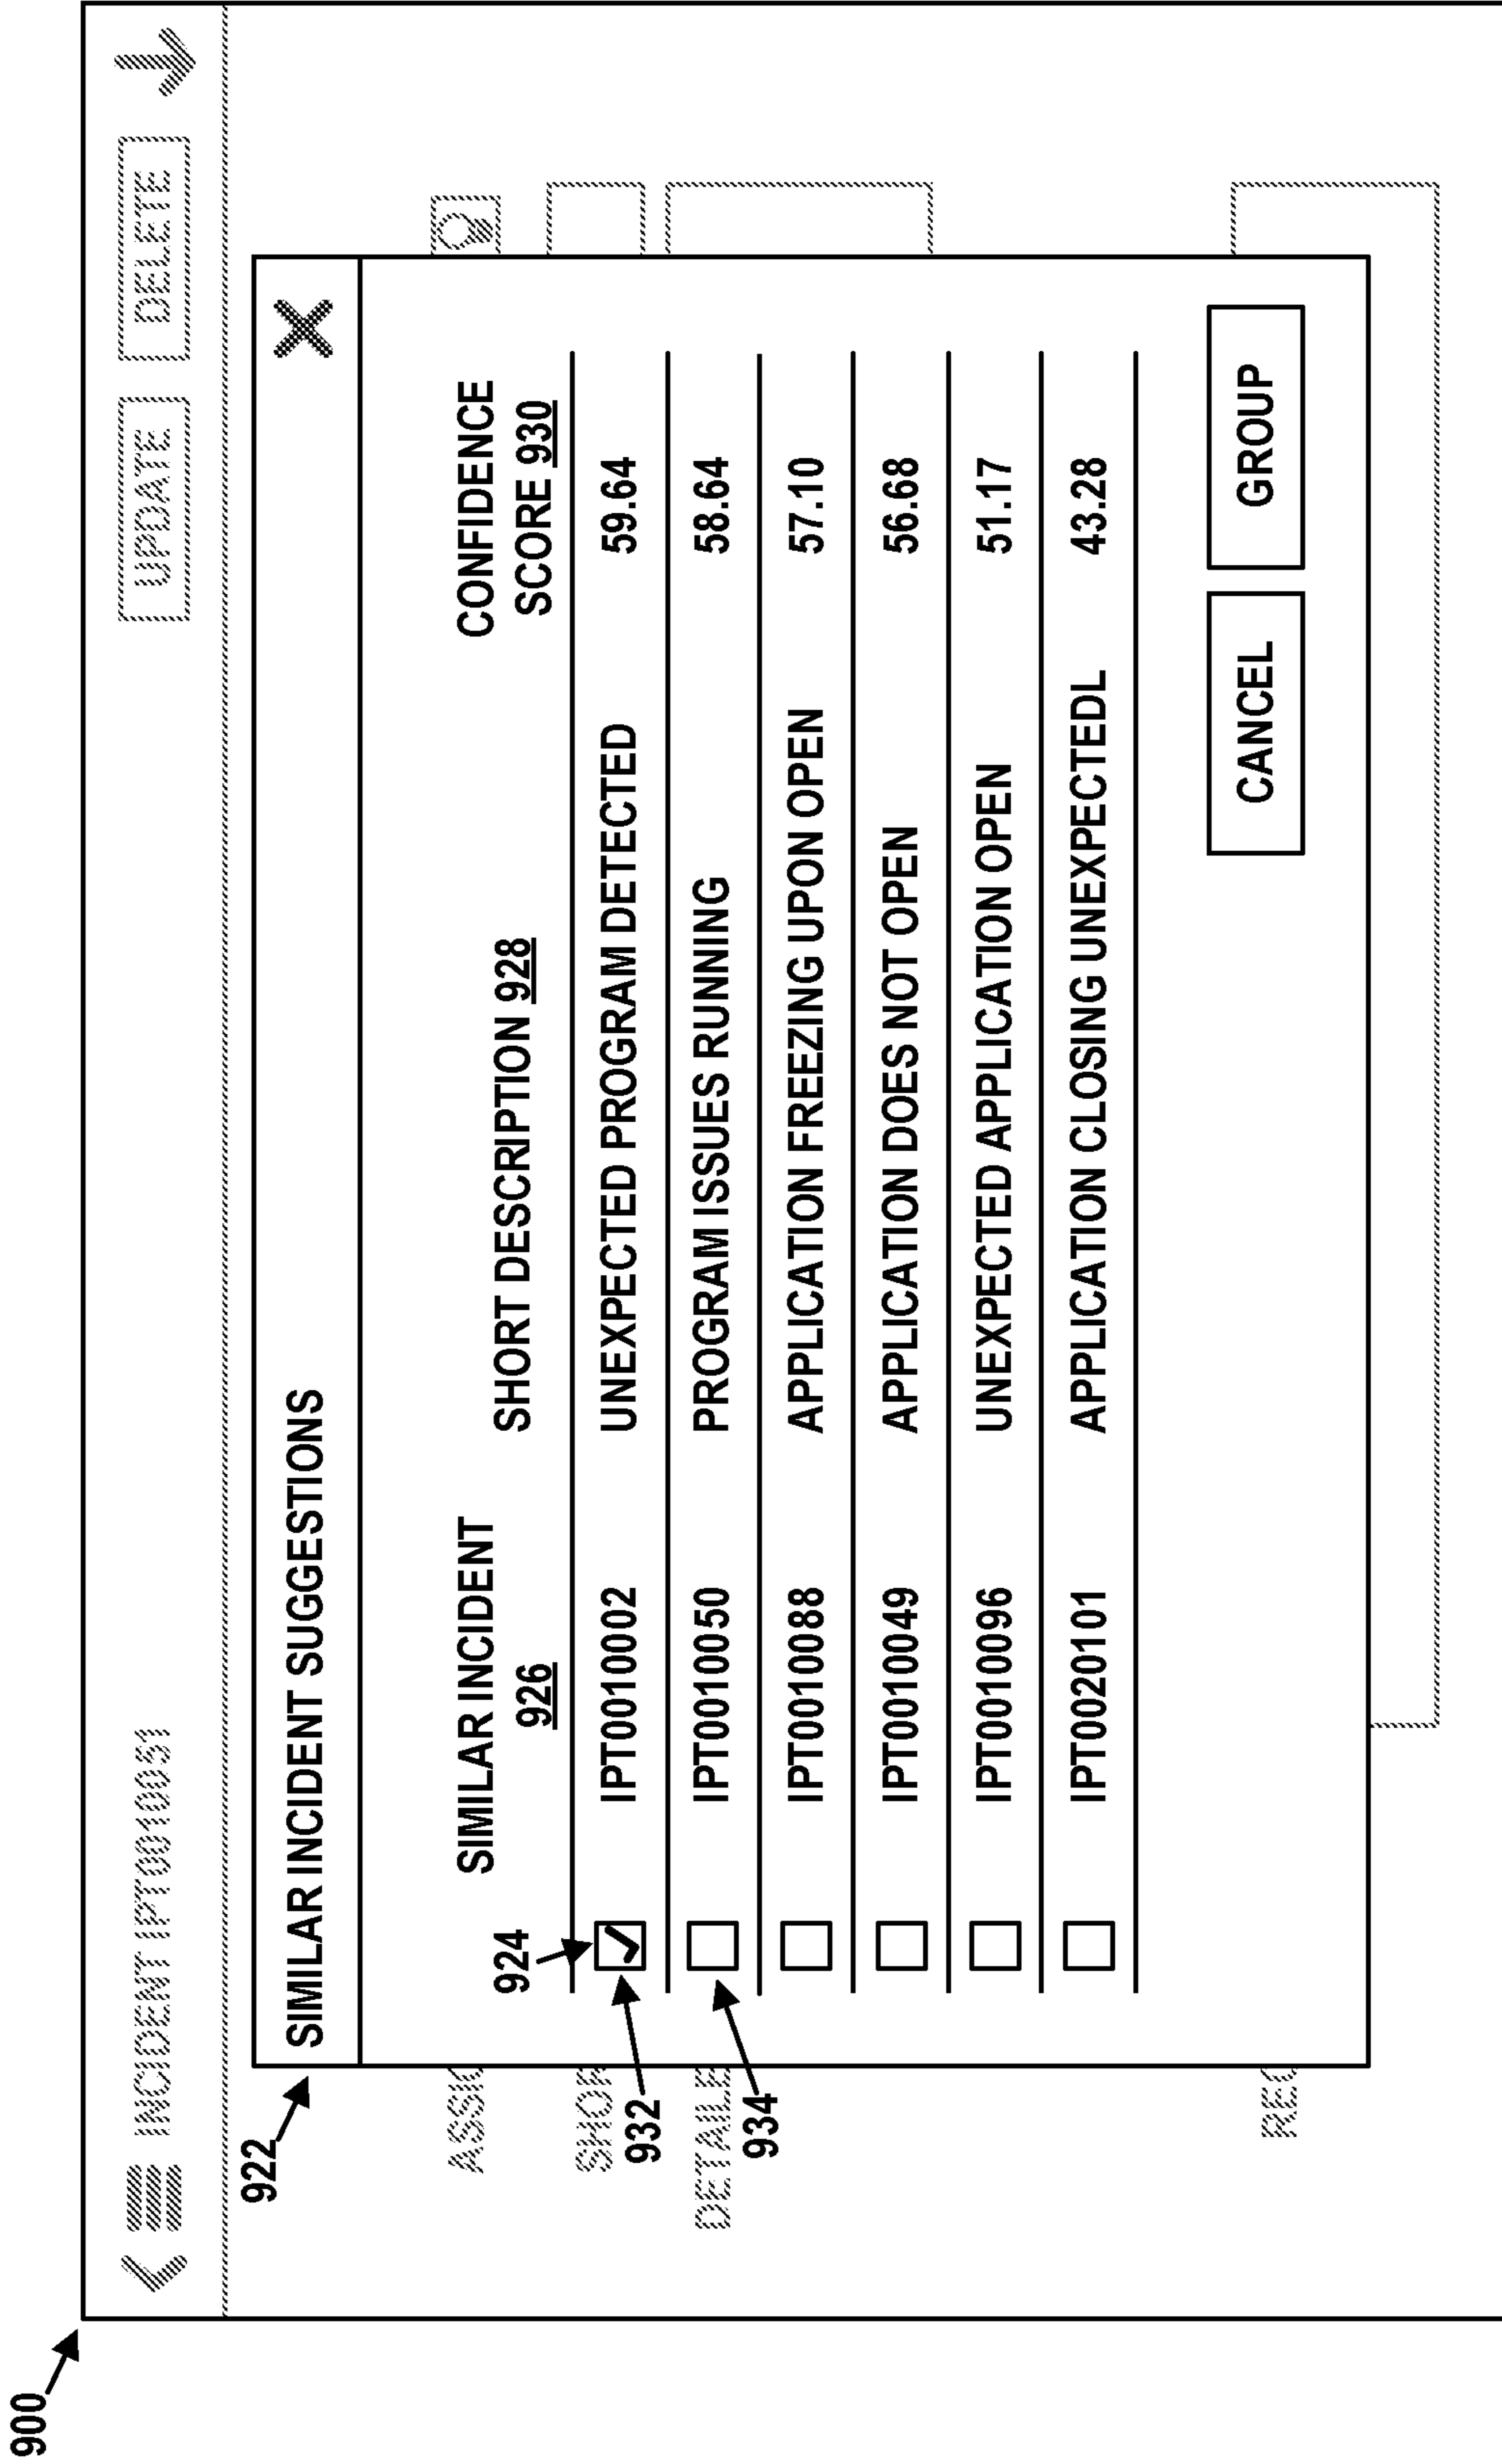 900
INCIDENT IPT0010051
UPDATE
DELETE
922
SIMILAR INCIDENT SUGGESTIONS
ASSIG
924
SIMILAR INCIDENT
926
SHORT DESCRIPTION 928
CONFIDENCE
SCORE 930
SHOR
932
IPT0010002 UNEXPECTED PROGRAM DETECTED 59.64
DETAILE
934
IPT0010050 PROGRAM ISSUES RUNNING 58.64
IPT0010088 APPLICATION FREEZING UPON OPEN 57.10
IPT0010049 APPLICATION DOES NOT OPEN 56.68
IPT0010096 UNEXPECTED APPLICATION OPEN 51.17
IPT0020101 APPLICATION CLOSING UNEXPECTEDL 43.28
CANCEL
GROUP